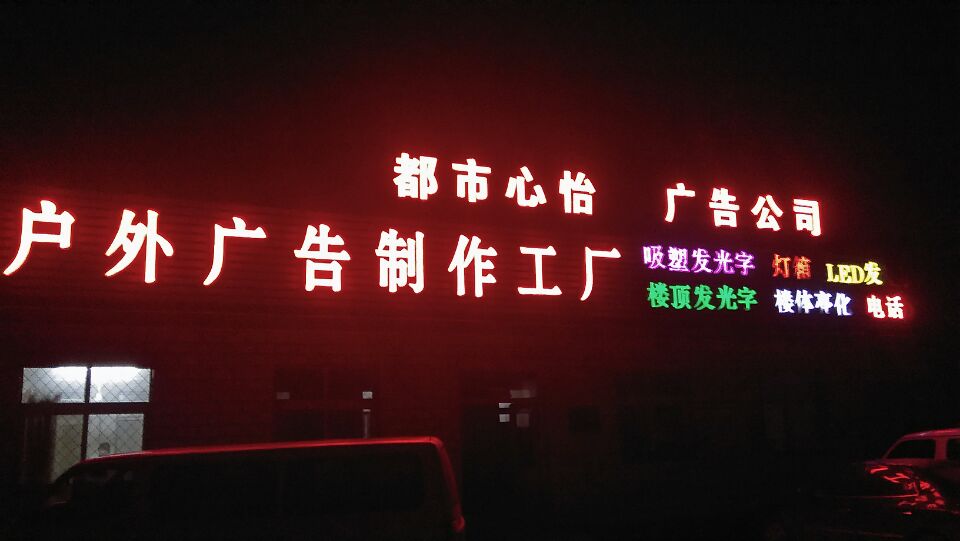 都市心怡 广告公司
户外广告制作工厂
吸塑发光字 灯箱 LED发
楼顶发光字 楼体亮化 电话